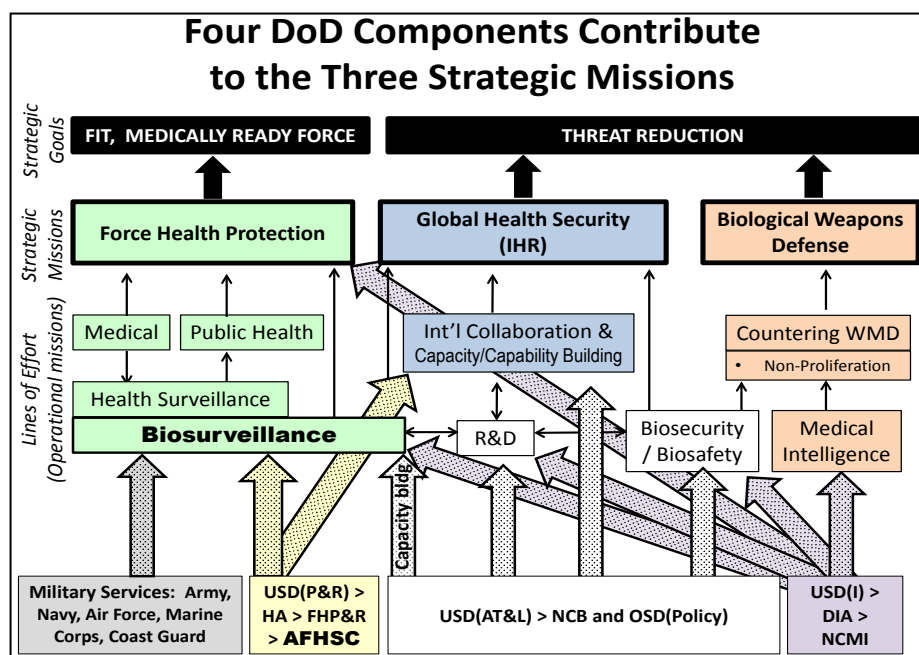 Four DoD Components Contribute
to the Three Strategic Missions
Strategic
Goals
FIT, MEDICALLY READY FORCE
THREAT REDUCTION
Strategic
Missions
Force Health Protection
Global Health Security
(IHR)
Biological Weapons
Defense
Lines of Effort
(Operational missions)
Medical
Public Health
Int'l Collaboration &
Capacity/Capability Building
Countering WMD
• Non-Proliferation
Health Surveillance
Biosurveillance
R&D
Biosecurity
/ Biosafety
Medical
Intelligence
Capacity bldg
Military Services: Army,
Navy, Air Force, Marine
Corps, Coast Guard
USD(P&R) >
HA > FHP&R
> AFHSC
USD(AT&L) > NCB and OSD(Policy)
USD(I) >
DIA >
NCMI